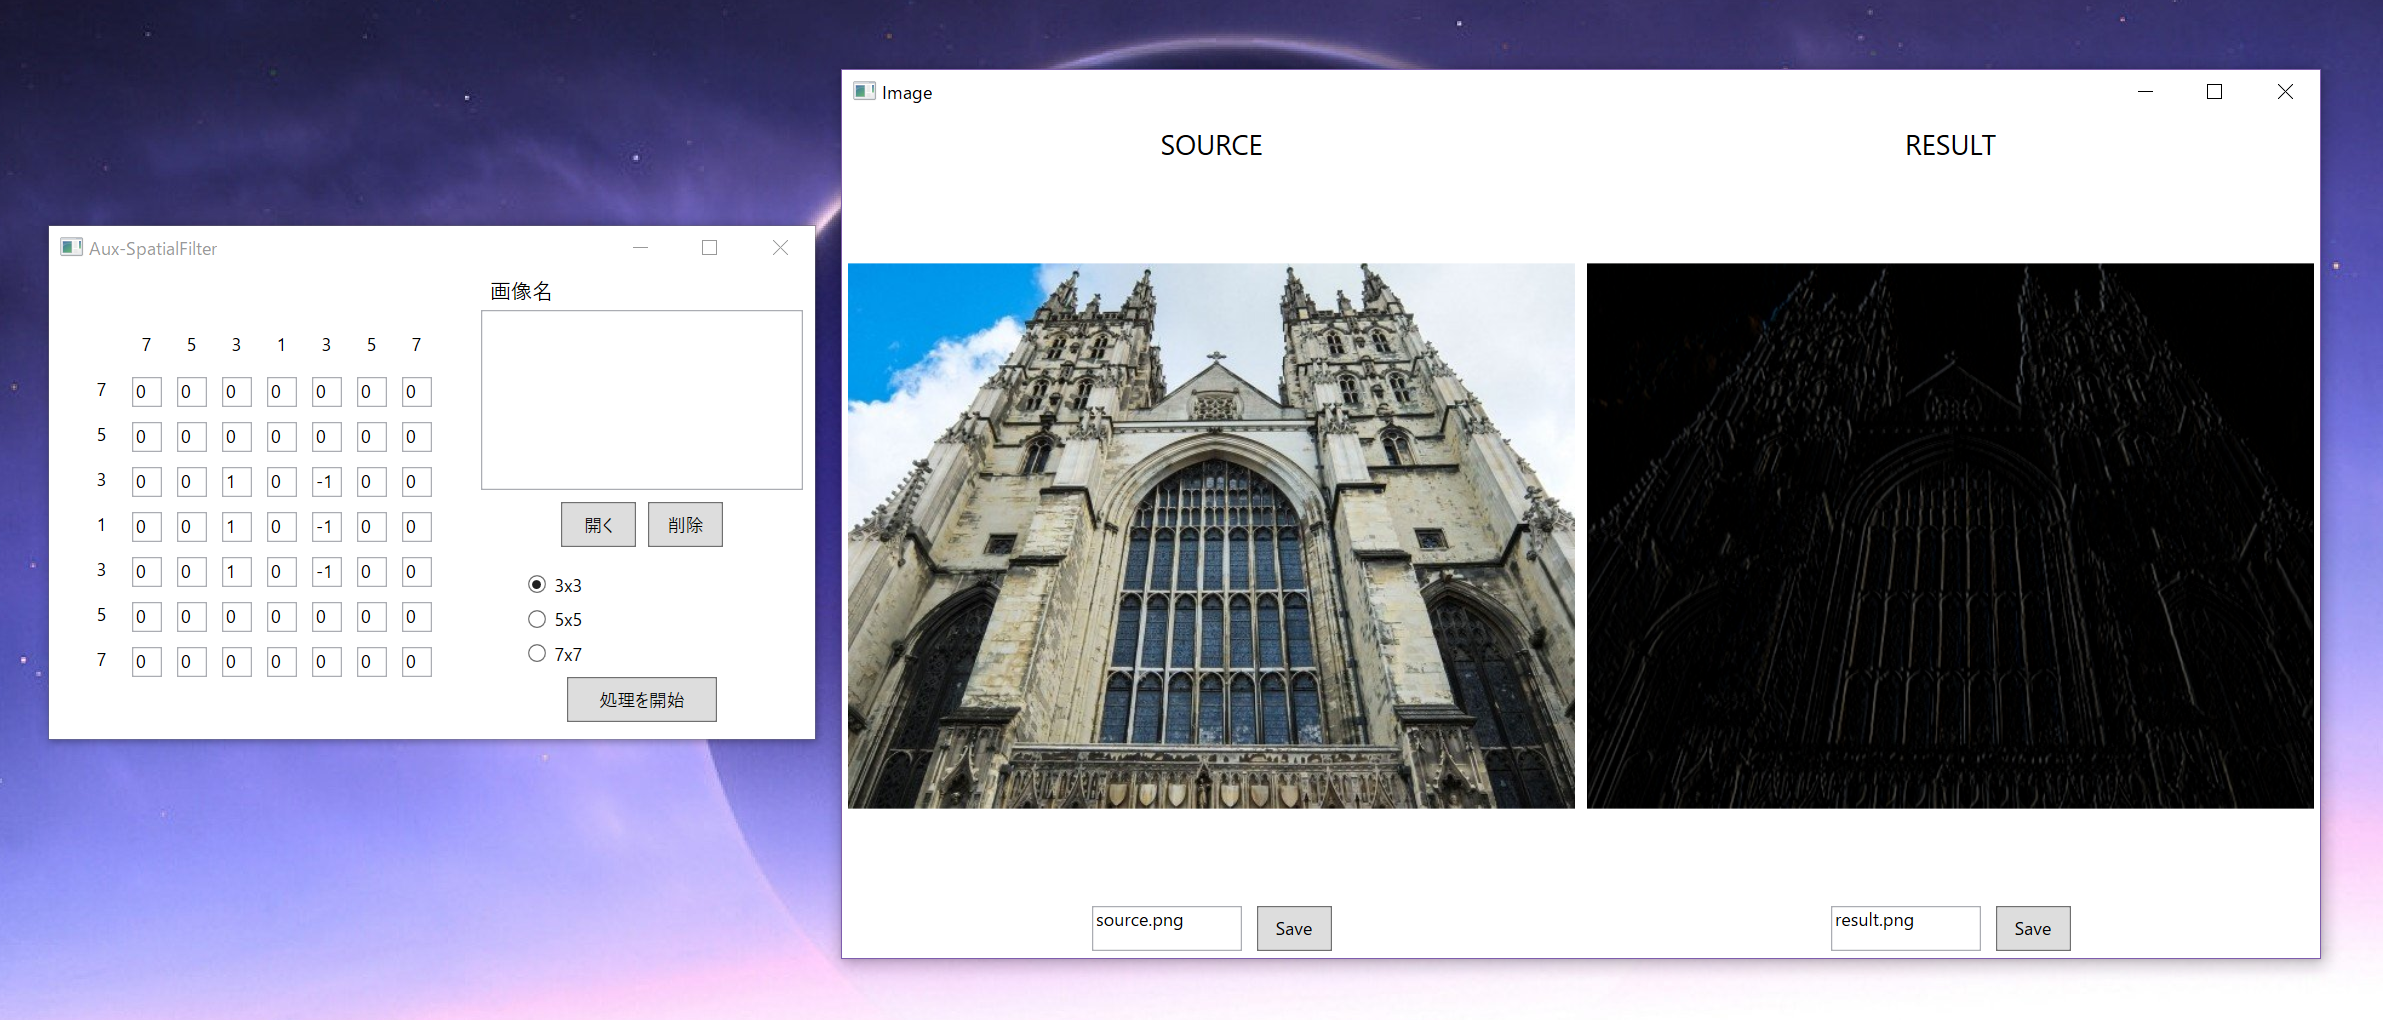 Aux-SpatialFilter
画像名
7 5 3 1 3 5 7
7 0 0 0 0 0 0 0
5 0 0 0 0 0 0 0
3 0 0 1 0 -1 0 0
1 0 0 1 0 -1 0 0
3 0 0 1 0 -1 0 0
5 0 0 0 0 0 0 0
7 0 0 0 0 0 0 0
開く 削除
3x3
5x5
7x7
処理を開始
Image
SOURCE RESULT
source.png Save result.png Save